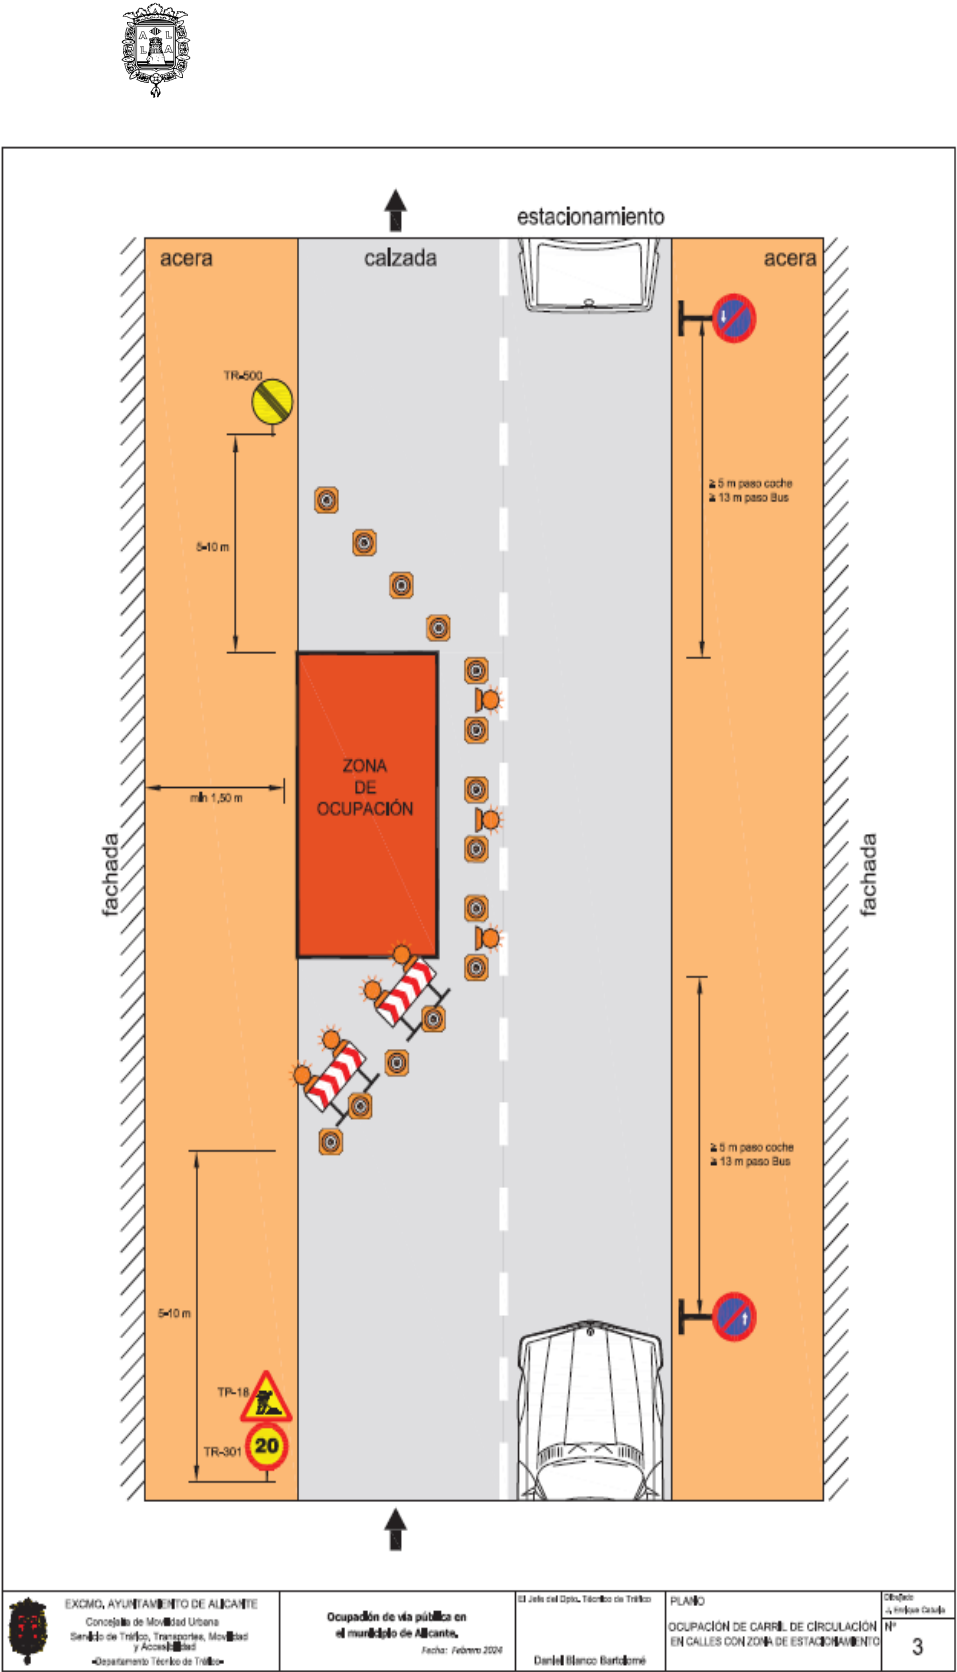 A L
L A
estacionamiento
acera
calzada
acera
TR-500
5-10 m
≥ 5 m paso coche
≥ 13 m paso Bus
ZONA
DE
OCUPACIÓN
mín 1,50 m
fachada
fachada
≥ 5 m paso coche
≥ 13 m paso Bus
5-10 m
TP-18
TR-301
20
EXCMO. AYUNTAMIENTO DE ALICANTE
Concejalía de Movilidad Urbana
Servicio de Tráfico, Transportes, Movilidad
y Accesibilidad
-Departamento Técnico de Tráfico-
Ocupación de vía pública en
el municipio de Alicante.
Fecha: Febrero 2024
El Jefe del Dpto. Técnico de Tráfico
Daniel Blanco Bartolomé
PLANO
OCUPACIÓN DE CARRIL DE CIRCULACIÓN
EN CALLES CON ZONA DE ESTACIONAMIENTO
Dibujado
J. Enrique Catuja
Nº
3